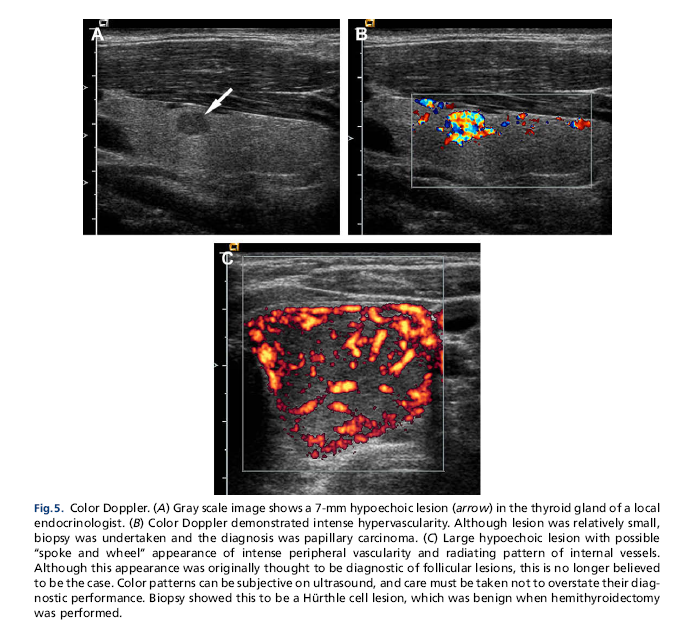 A
B
C
Fig.5. Color Doppler. (A) Gray scale image shows a 7-mm hypoechoic lesion (arrow) in the thyroid gland of a local
endocrinologist. (B) Color Doppler demonstrated intense hypervascularity. Although lesion was relatively small,
biopsy was undertaken and the diagnosis was papillary carcinoma. (C) Large hypoechoic lesion with possible
"spoke and wheel" appearance of intense peripheral vascularity and radiating pattern of internal vessels.
Although this appearance was originally thought to be diagnostic of follicular lesions, this is no longer believed
to be the case. Color patterns can be subjective on ultrasound, and care must be taken not to overstate their diag-
nostic performance. Biopsy showed this to be a Hürthle cell lesion, which was benign when hemithyroidectomy
was performed.